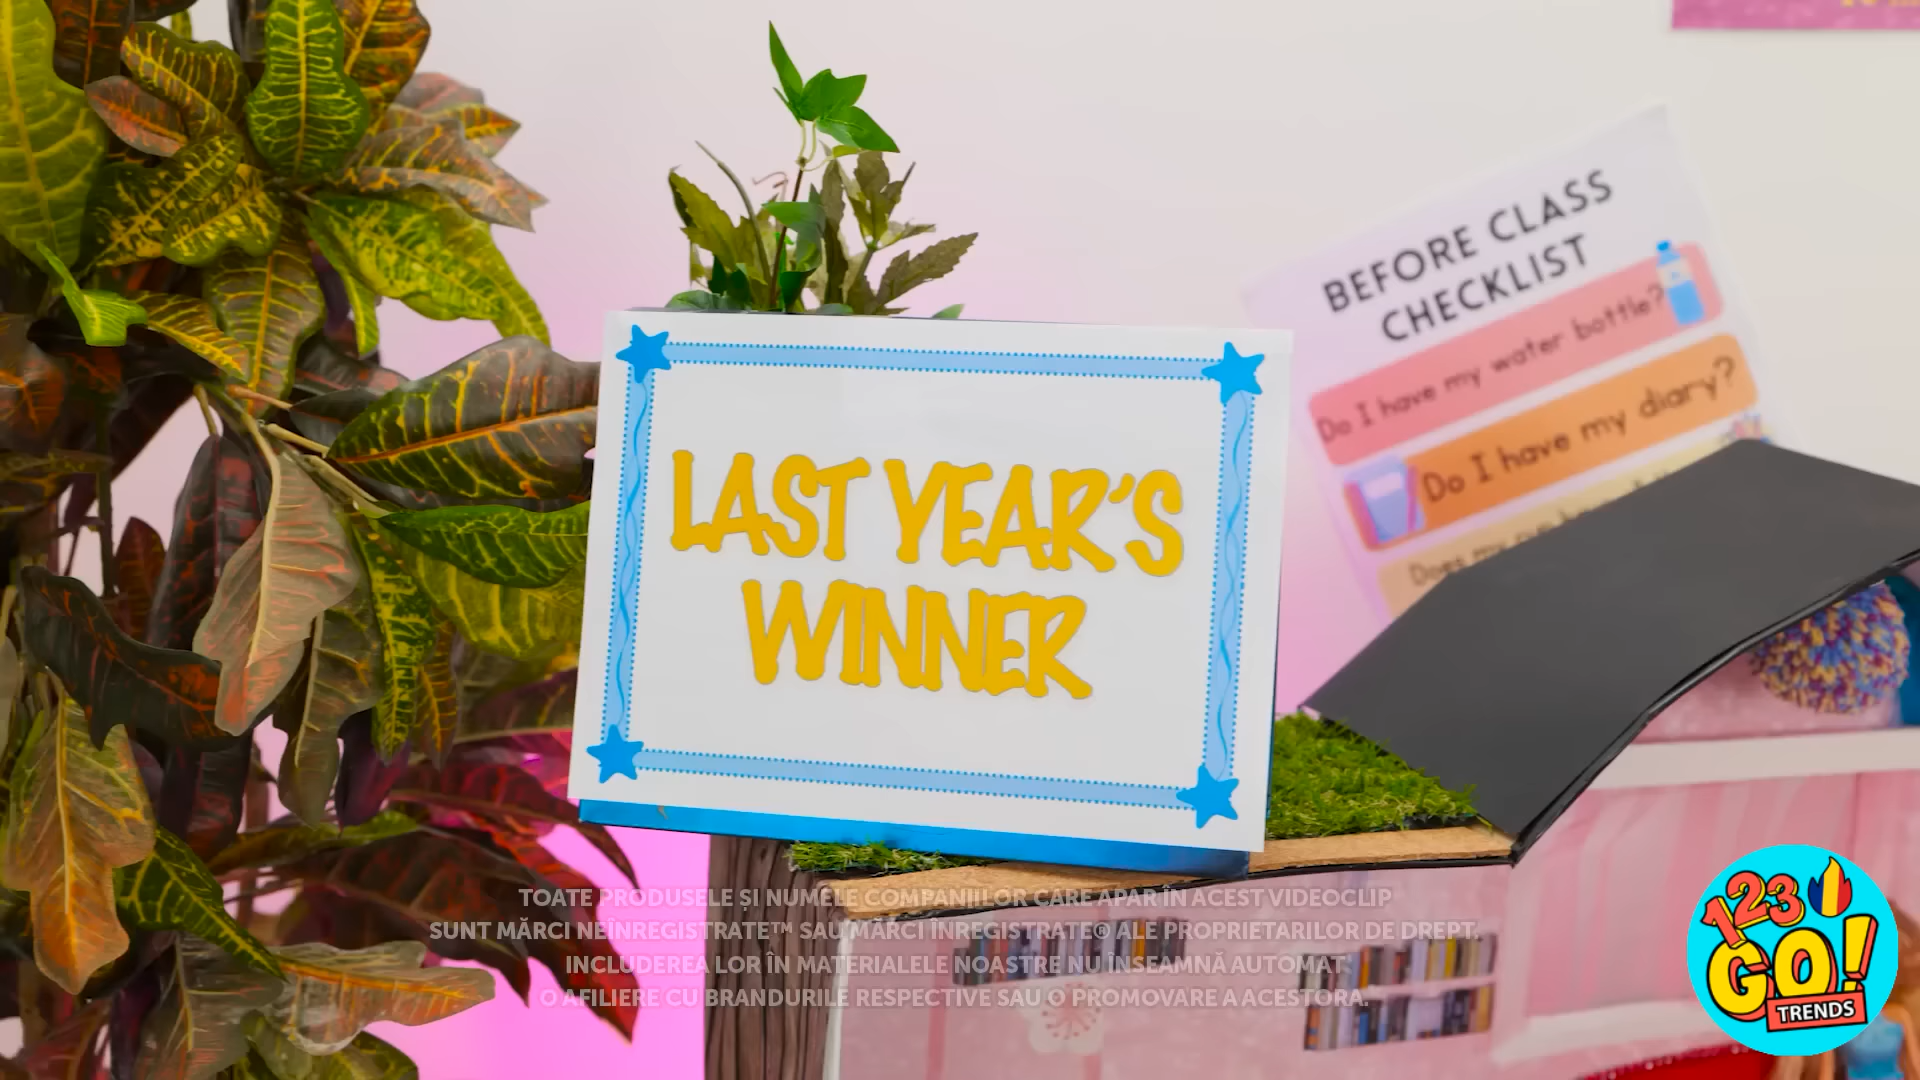 BEFORE CLASS
CHECKLIST
Do I have my water bottle?
Do I have my diary?
LAST YEAR'S
WINNER
TOATE PRODUSELE ȘI NUMELE COMPANIILOR CARE APAR ÎN ACEST VIDEOCLIP
SUNT MĂRCI NEÎNREGISTRATE™ SAU MĂRCI ÎNREGISTRATE® ALE PROPRIETARILOR DE DREPT.
INCLUDEREA LOR ÎN MATERIALELE NOASTRE NU ÎNSEAMNĂ AUTOMAT
O AFILIERE CU BRANDURILE RESPECTIVE SAU O PROMOVARE A ACESTORA.
123
GO!
TRENDS